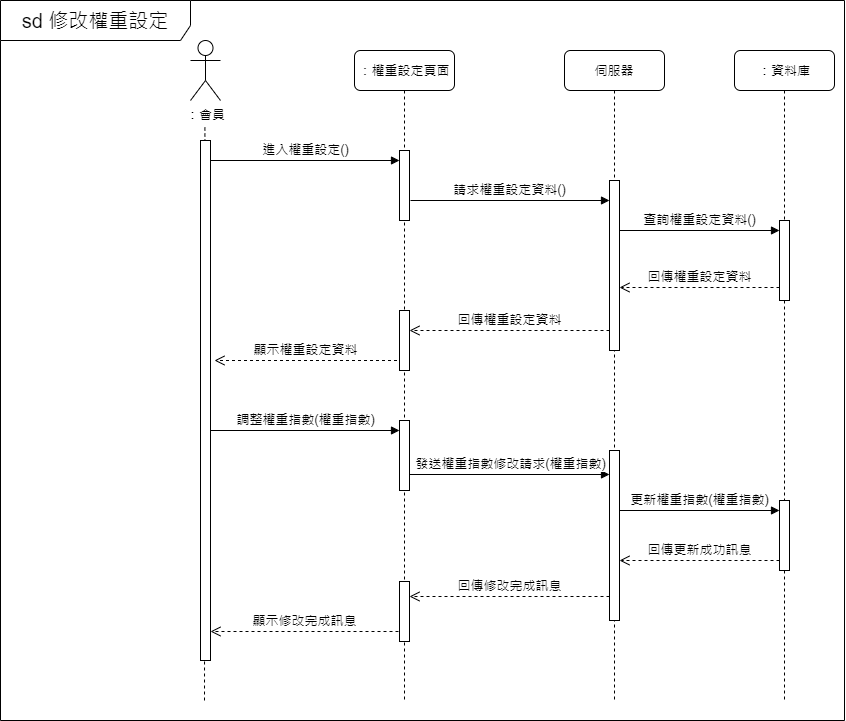 sd 修改權重設定
：權重設定頁面
伺服器
：資料庫
：會員
進入權重設定()
請求權重設定資料()
查詢權重設定資料()
回傳權重設定資料
回傳權重設定資料
顯示權重設定資料
調整權重指數(權重指數)
發送權重指數修改請求(權重指數)
更新權重指數(權重指數)
回傳更新成功訊息
回傳修改完成訊息
顯示修改完成訊息